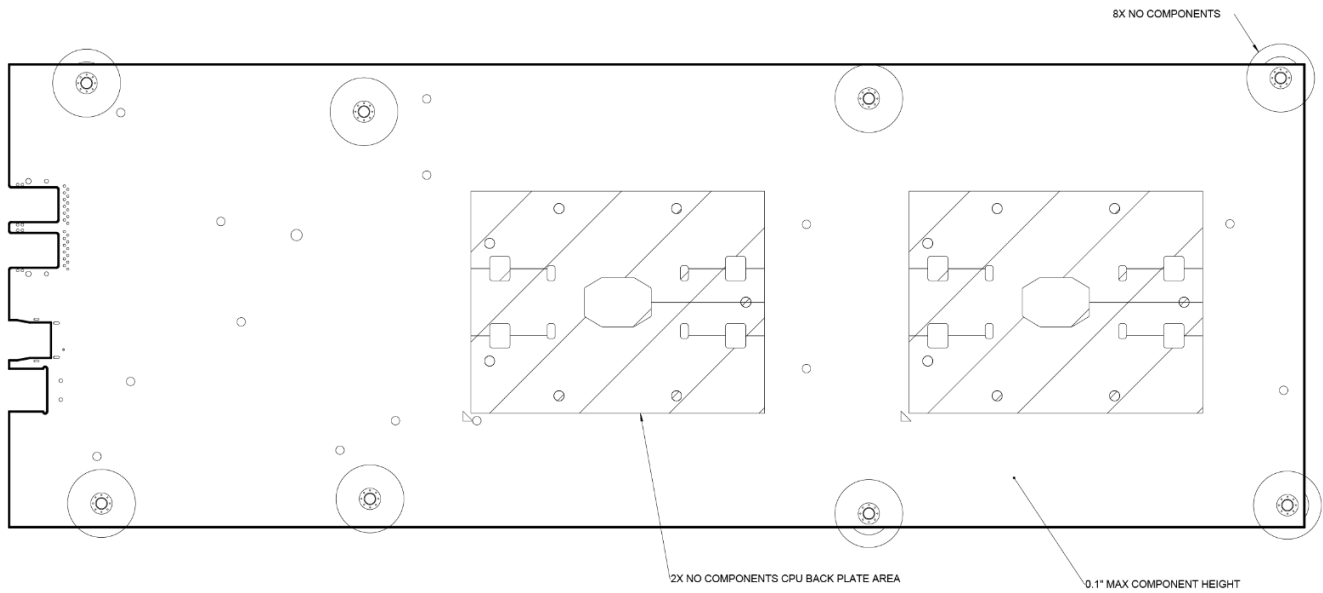 8X NO COMPONENTS
2X NO COMPONENTS CPU BACK PLATE AREA
0.1" MAX COMPONENT HEIGHT